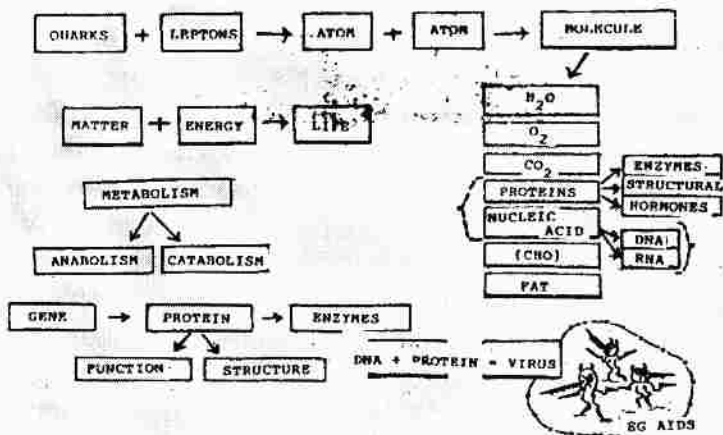 QUARKS + LEPTONS → ATOM + ATOM → MOLECULE
H₂O
MATTER + ENERGY → LIFE
O₂
CO₂
ENZYMES
METABOLISM
PROTEINS
STRUCTURAL
HORMONES
NUCLEIC
ACID
DNA
RNA
ANABOLISM CATABOLISM
(CHO)
FAT
GENE → PROTEIN → ENZYMES
FUNCTION STRUCTURE
DNA + PROTEIN = VIRUS
EG AIDS